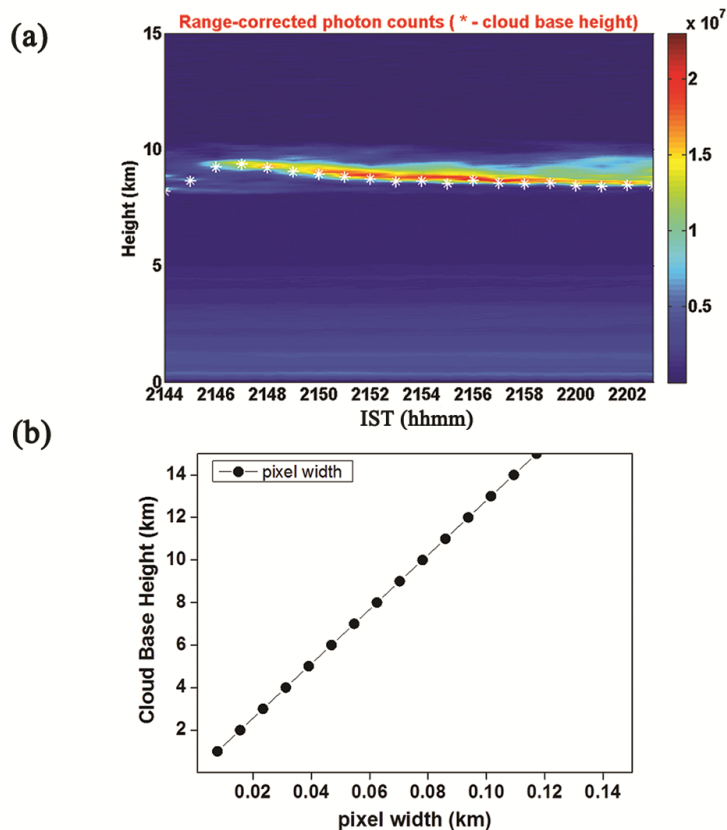 (a)
Range-corrected photon counts ( * - cloud base height)
x 10^7
15
10
5
0
Height (km)
2144 2146 2148 2150 2152 2154 2156 2158 2200 2202
IST (hhmm)
2
1.5
1
0.5
(b)
pixel width
14
12
10
8
6
4
2
Cloud Base Height (km)
0.02 0.04 0.06 0.08 0.10 0.12 0.14
pixel width (km)